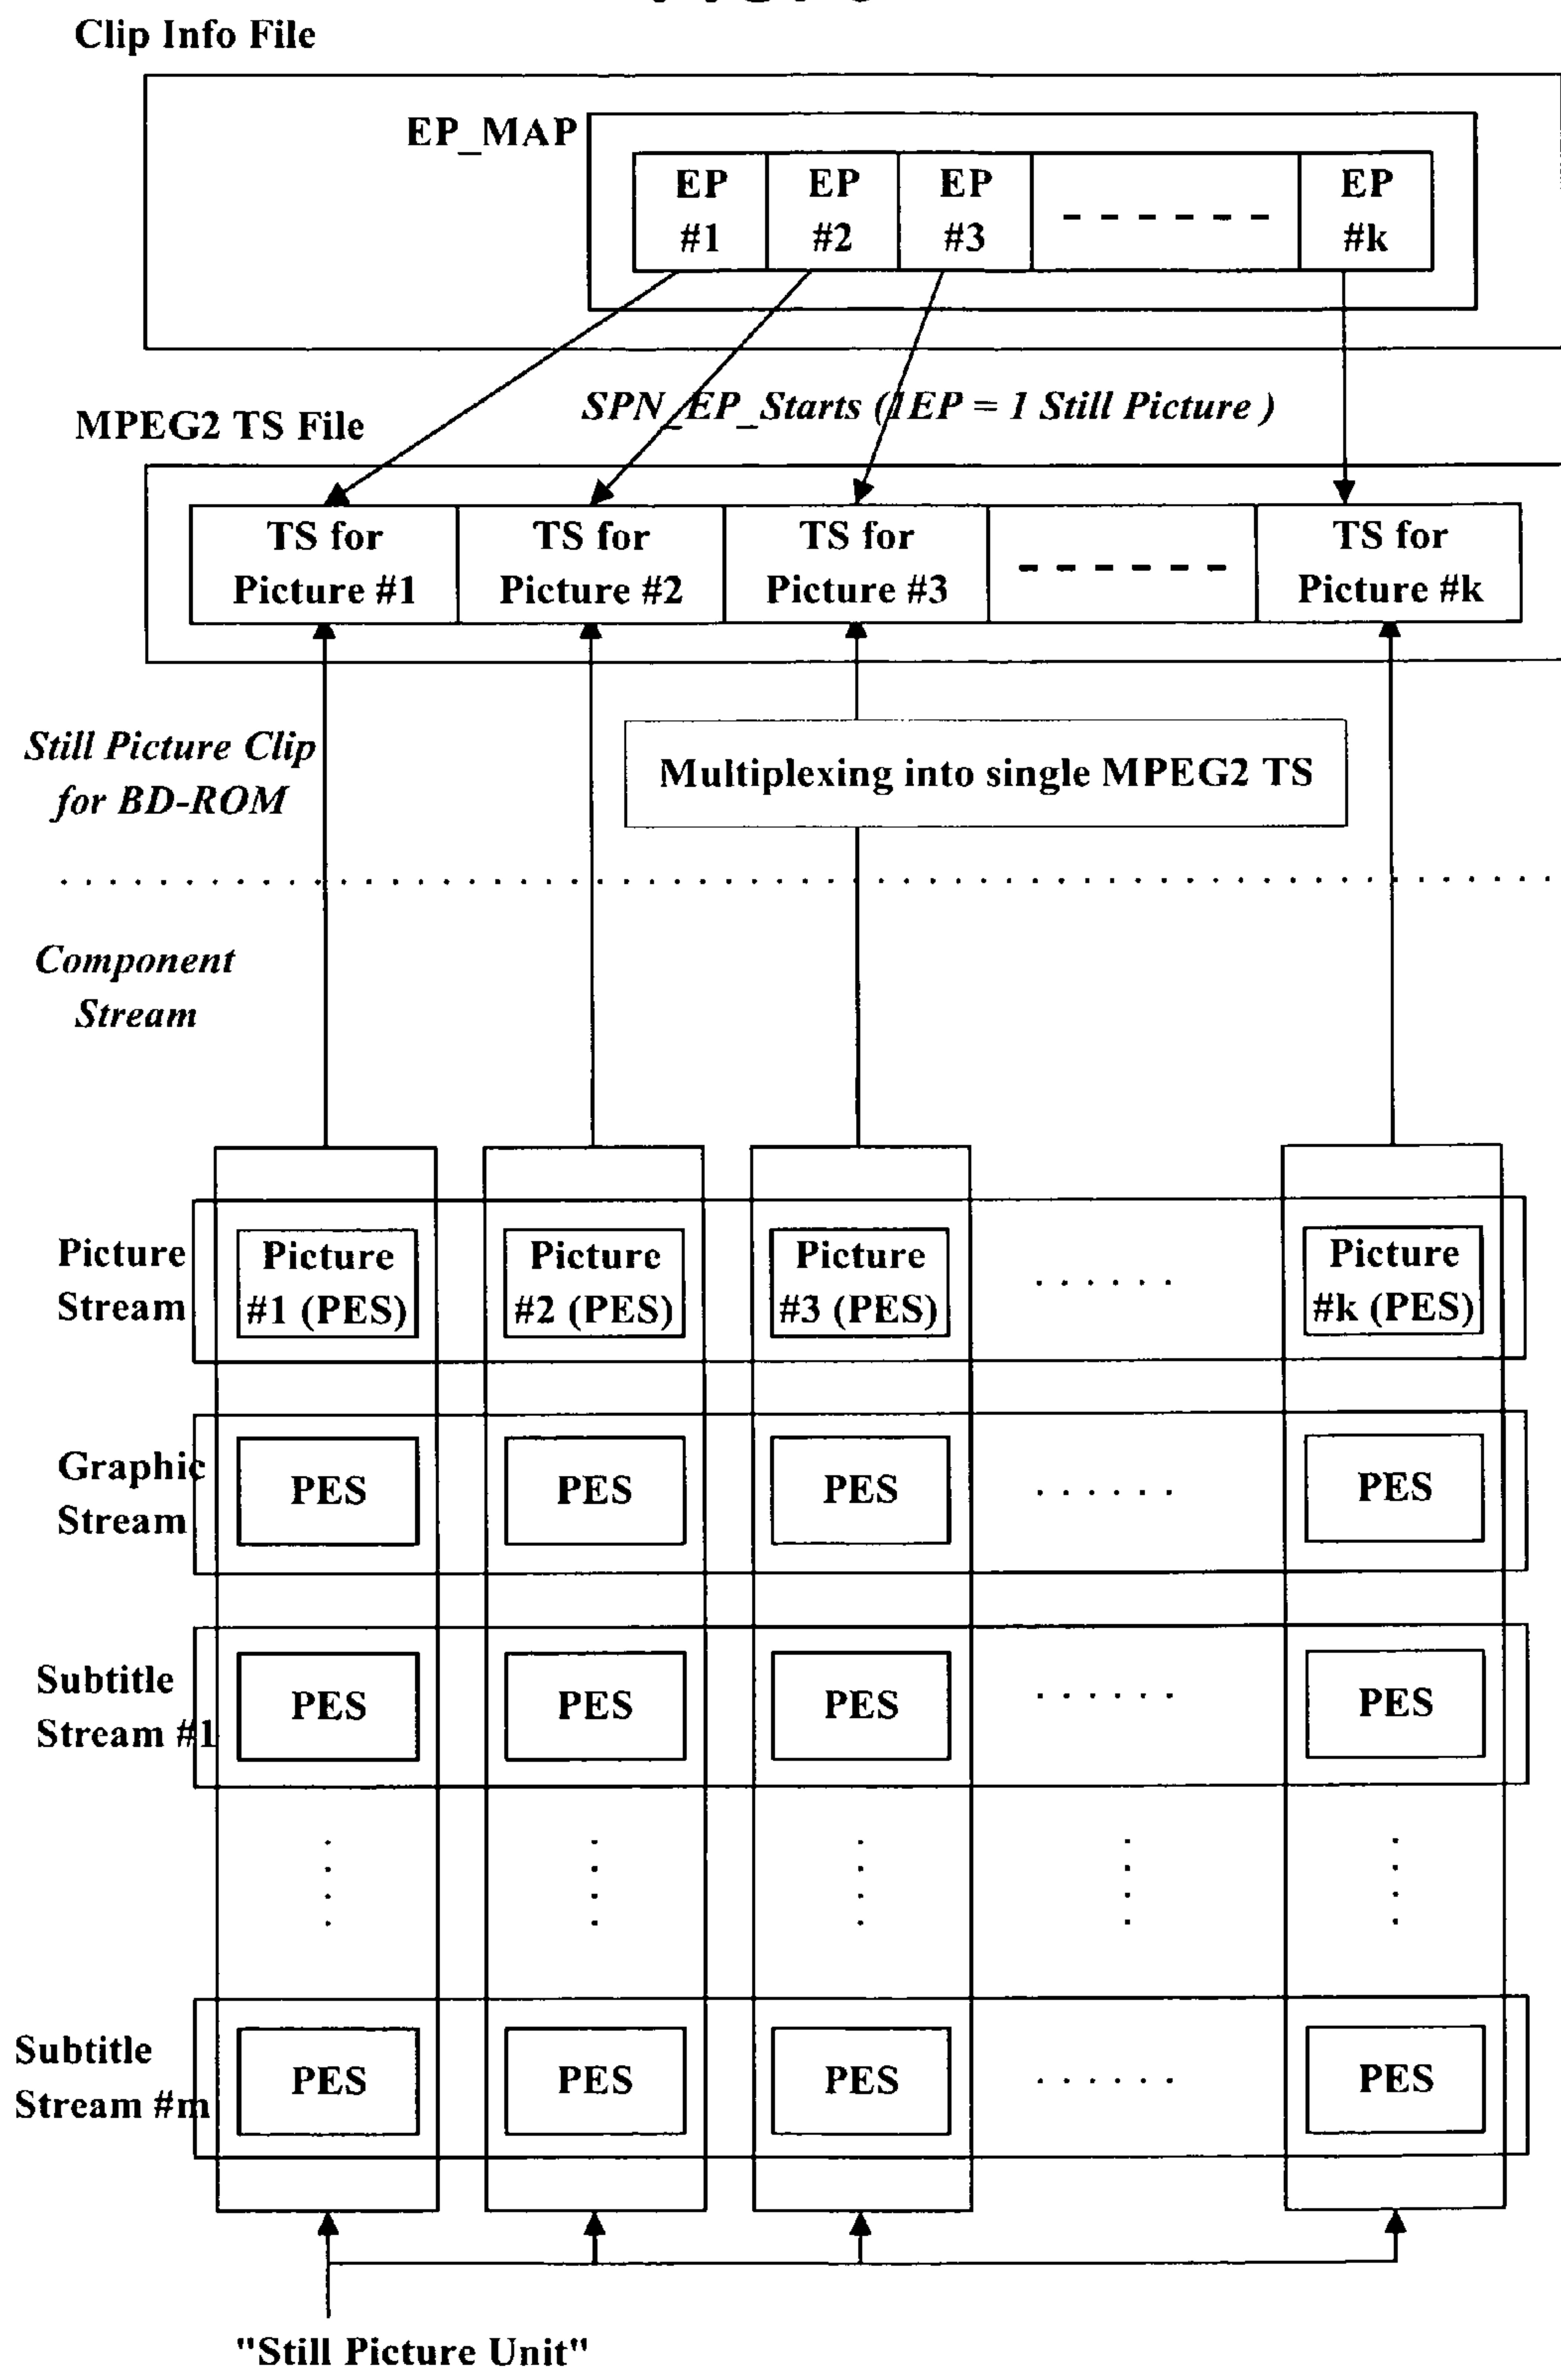 Clip Info File
EP_MAP
EP #1
EP #2
EP #3
EP #k
SPN_EP_Starts (1EP = 1 Still Picture )
MPEG2 TS File
TS for Picture #1
TS for Picture #2
TS for Picture #3
TS for Picture #k
Still Picture Clip
for BD-ROM
Multiplexing into single MPEG2 TS
Component
Stream
Picture
Stream
Picture #1 (PES)
Picture #2 (PES)
Picture #3 (PES)
Picture #k (PES)
Graphic
Stream
PES
PES
PES
PES
Subtitle
Stream #1
PES
PES
PES
PES
Subtitle
Stream #m
PES
PES
PES
PES
"Still Picture Unit"